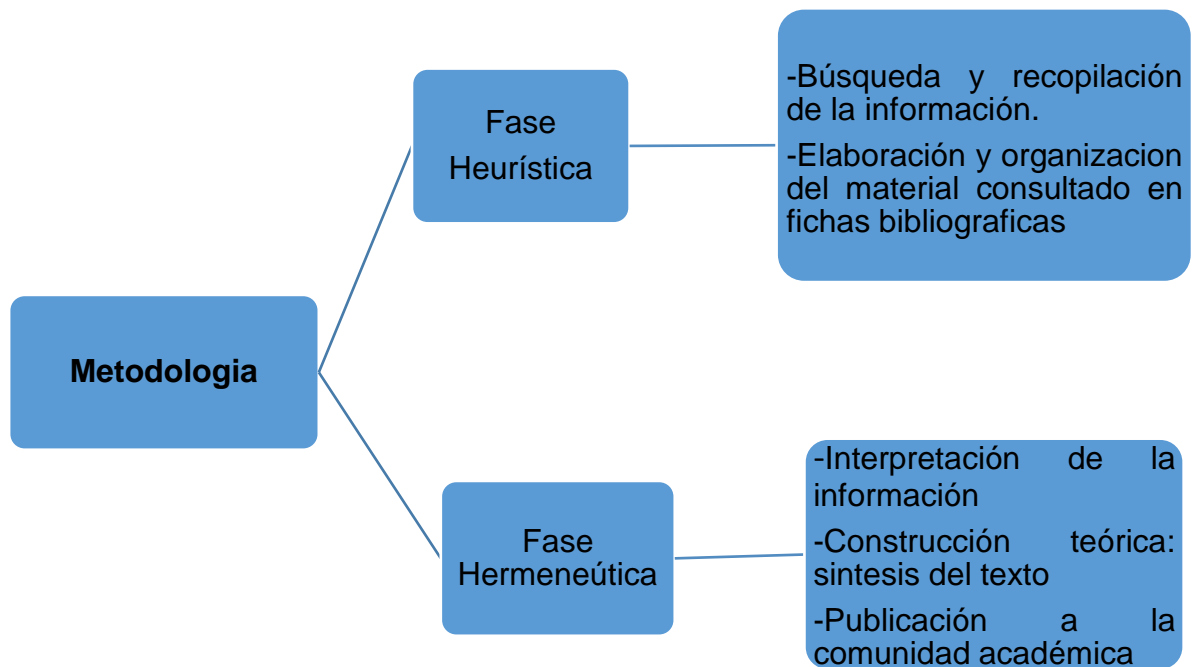 Fase
Heurística
-Búsqueda y recopilación
de la información.
-Elaboración y organizacion
del material consultado en
fichas bibliograficas
Metodologia
Fase
Hermeneútica
-Interpretación de la
información
-Construcción teórica:
sintesis del texto
-Publicación a la
comunidad académica